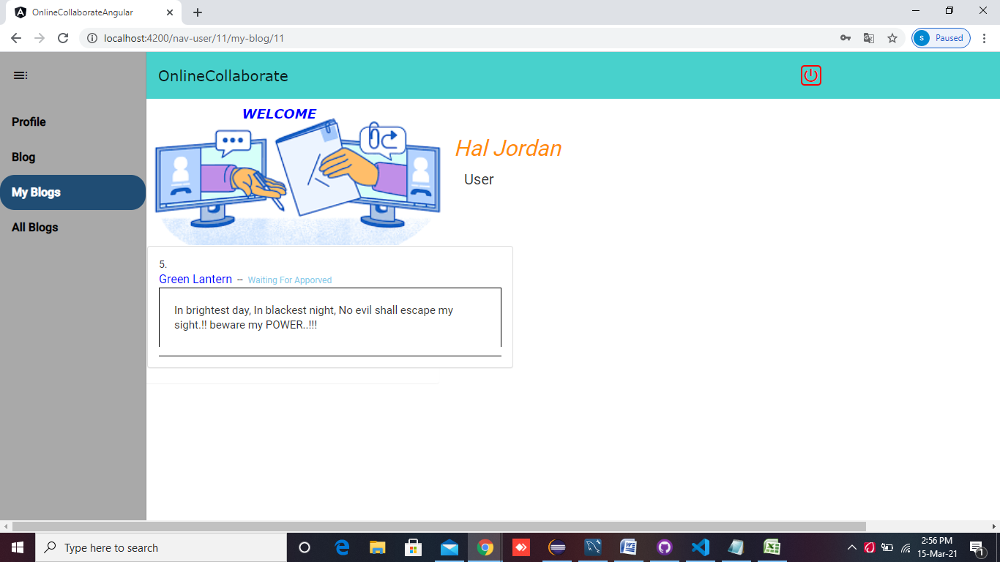 OnlineCollaborateAngular
localhost:4200/nav-user/11/my-blog/11
s Paused
OnlineCollaborate
Profile
Blog
My Blogs
All Blogs
WELCOME
Hal Jordan
User
5.
Green Lantern -- Waiting For Apporved
In brightest day, In blackest night, No evil shall escape my
sight.!! beware my POWER..!!!
Type here to search
2:56 PM
15-Mar-21
1